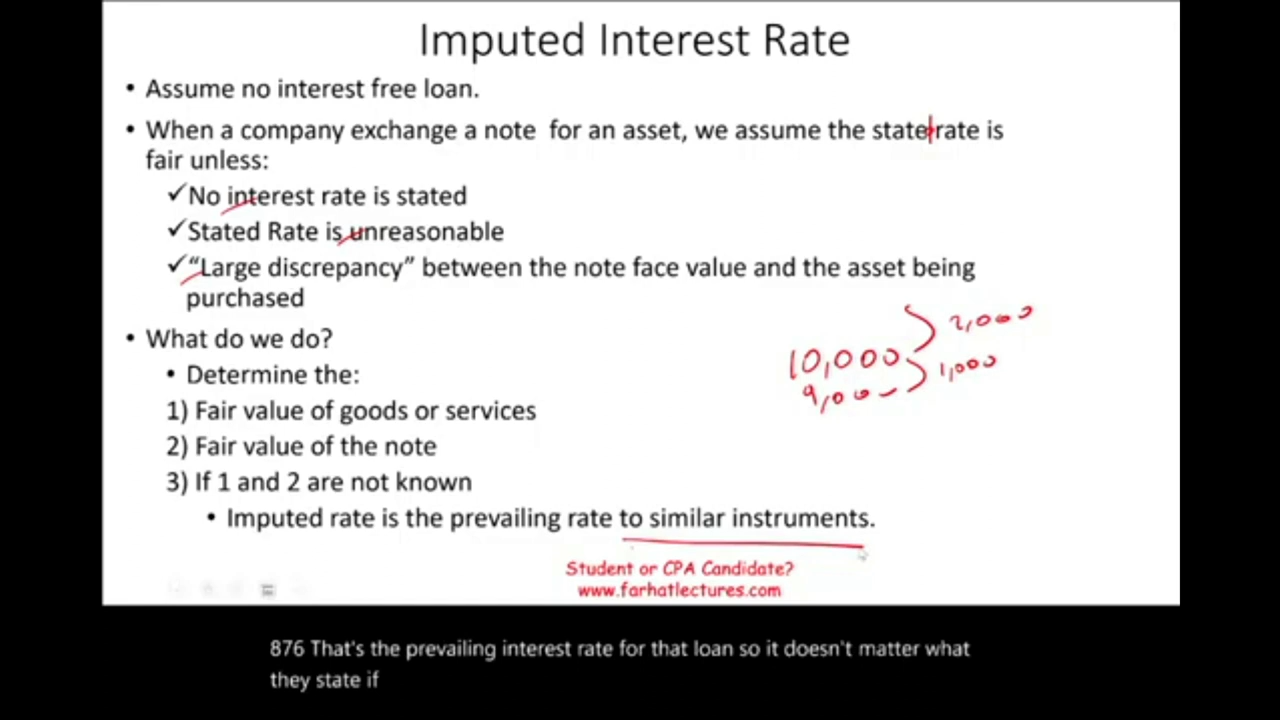 Imputed Interest Rate
• Assume no interest free loan.
• When a company exchange a note for an asset, we assume the state rate is
fair unless:
✓No interest rate is stated
✓Stated Rate is unreasonable
✓“Large discrepancy” between the note face value and the asset being
purchased
• What do we do?
• Determine the:
1) Fair value of goods or services
2) Fair value of the note
3) If 1 and 2 are not known
• Imputed rate is the prevailing rate to similar instruments.
2,000
10,000
1,000
9,00
Student or CPA Candidate?
www.farhatlectures.com
876 That's the prevailing interest rate for that loan so it doesn't matter what
they state if